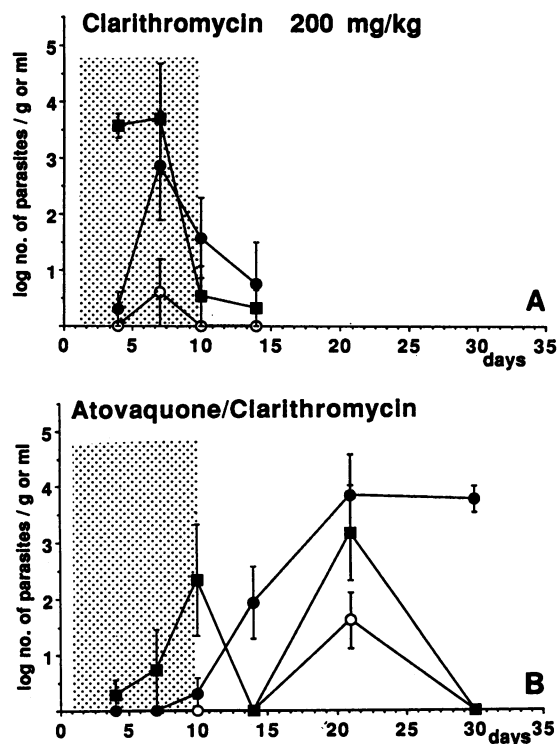 Clarithromycin 200 mg/kg
log no. of parasites / g or ml
5
4
3
2
1
A
0 5 10 15 20 25 30 35
days
Atovaquone/Clarithromycin
log no. of parasites / g or ml
5
4
3
2
1
B
0 5 10 15 20 25 30 35
days